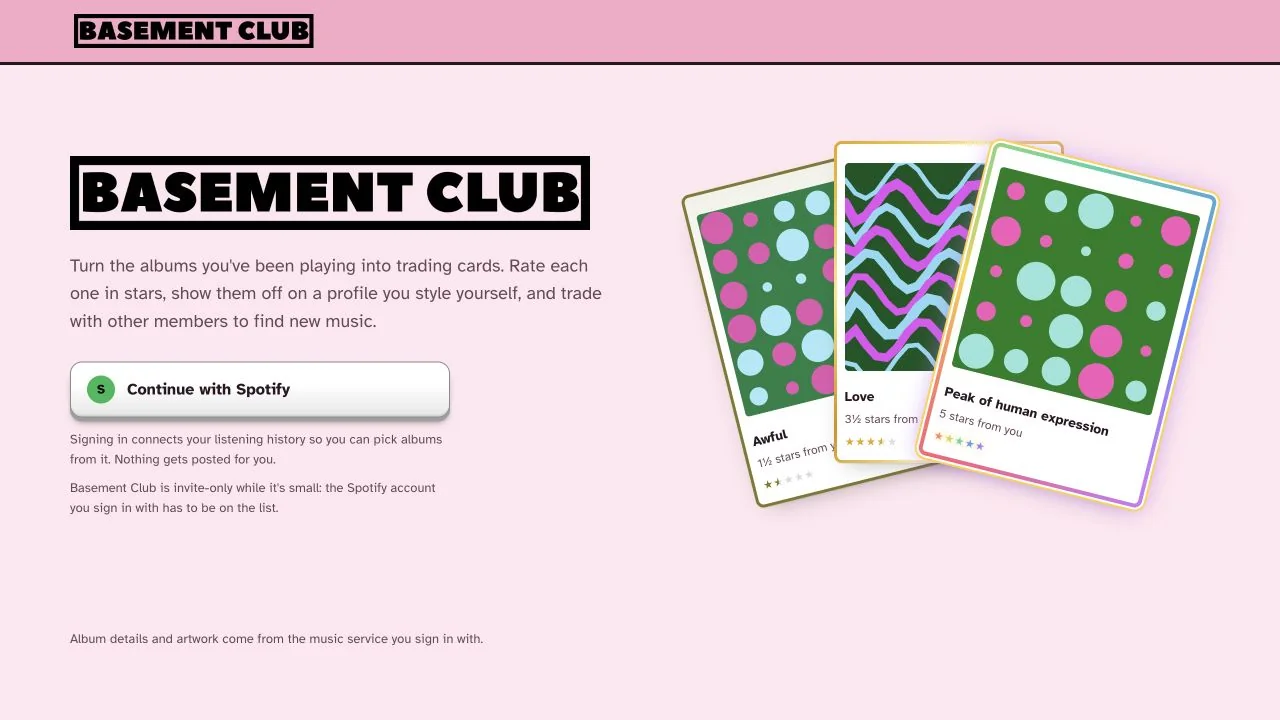 BASEMENT CLUB
BASEMENT CLUB
Turn the albums you've been playing into trading cards. Rate each
one in stars, show them off on a profile you style yourself, and trade
with other members to find new music.
S
Continue with Spotify
Signing in connects your listening history so you can pick albums
from it. Nothing gets posted for you.
Basement Club is invite-only while it's small: the Spotify account
you sign in with has to be on the list.
Awful
1½ stars from
Love
3½ stars from
Peak of human expression
5 stars from you
Album details and artwork come from the music service you sign in with.